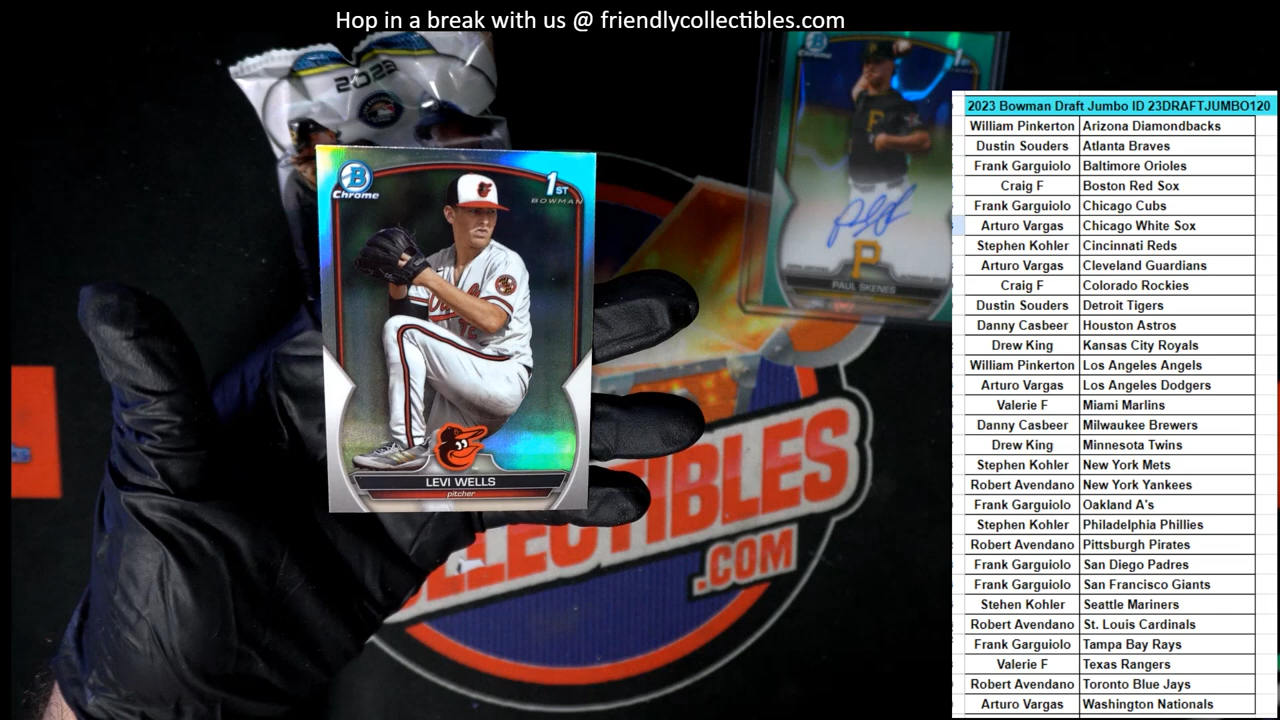 Hop in a break with us @ friendlycollectibles.com
2023
B
Chrome
1ST
BOWMAN
LEVI WELLS
pitcher
Chrome
1ST
P
P
PAUL SKENES
LLECTIBLES
.COM
2023 Bowman Draft Jumbo ID 23DRAFTJUMBO120
William Pinkerton Arizona Diamondbacks
Dustin Souders Atlanta Braves
Frank Garguiolo Baltimore Orioles
Craig F Boston Red Sox
Frank Garguiolo Chicago Cubs
Arturo Vargas Chicago White Sox
Stephen Kohler Cincinnati Reds
Arturo Vargas Cleveland Guardians
Craig F Colorado Rockies
Dustin Souders Detroit Tigers
Danny Casbeer Houston Astros
Drew King Kansas City Royals
William Pinkerton Los Angeles Angels
Arturo Vargas Los Angeles Dodgers
Valerie F Miami Marlins
Danny Casbeer Milwaukee Brewers
Drew King Minnesota Twins
Stephen Kohler New York Mets
Robert Avendano New York Yankees
Frank Garguiolo Oakland A's
Stephen Kohler Philadelphia Phillies
Robert Avendano Pittsburgh Pirates
Frank Garguiolo San Diego Padres
Frank Garguiolo San Francisco Giants
Stehen Kohler Seattle Mariners
Robert Avendano St. Louis Cardinals
Frank Garguiolo Tampa Bay Rays
Valerie F Texas Rangers
Robert Avendano Toronto Blue Jays
Arturo Vargas Washington Nationals